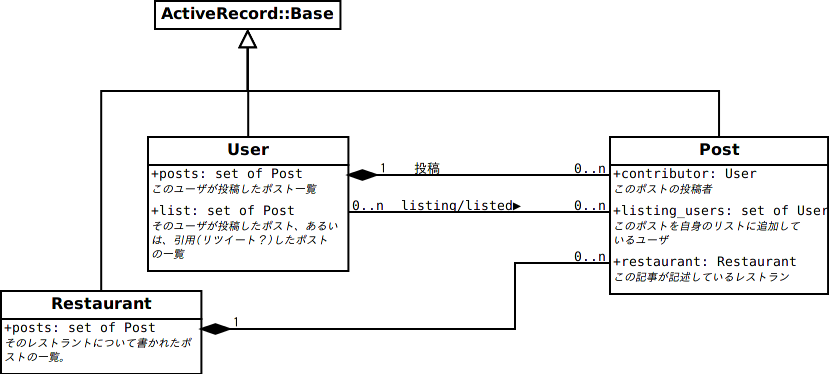 ActiveRecord::Base
User
+posts: set of Post
このユーザが投稿したポスト一覧
+list: set of Post
そのユーザが投稿したポスト、あるい
は、引用(リツイート？)したポスト
の一覧
1
投稿
0..n
0..n
listing/listed▶
0..n
0..n
Post
+contributor: User
このポストの投稿者
+listing_users: set of User
このポストを自身のリストに追加して
いるユーザ
+restaurant: Restaurant
この記事が記述しているレストラン
Restaurant
+posts: set of Post
そのレストラントについて書かれたポ
ストの一覧。
1